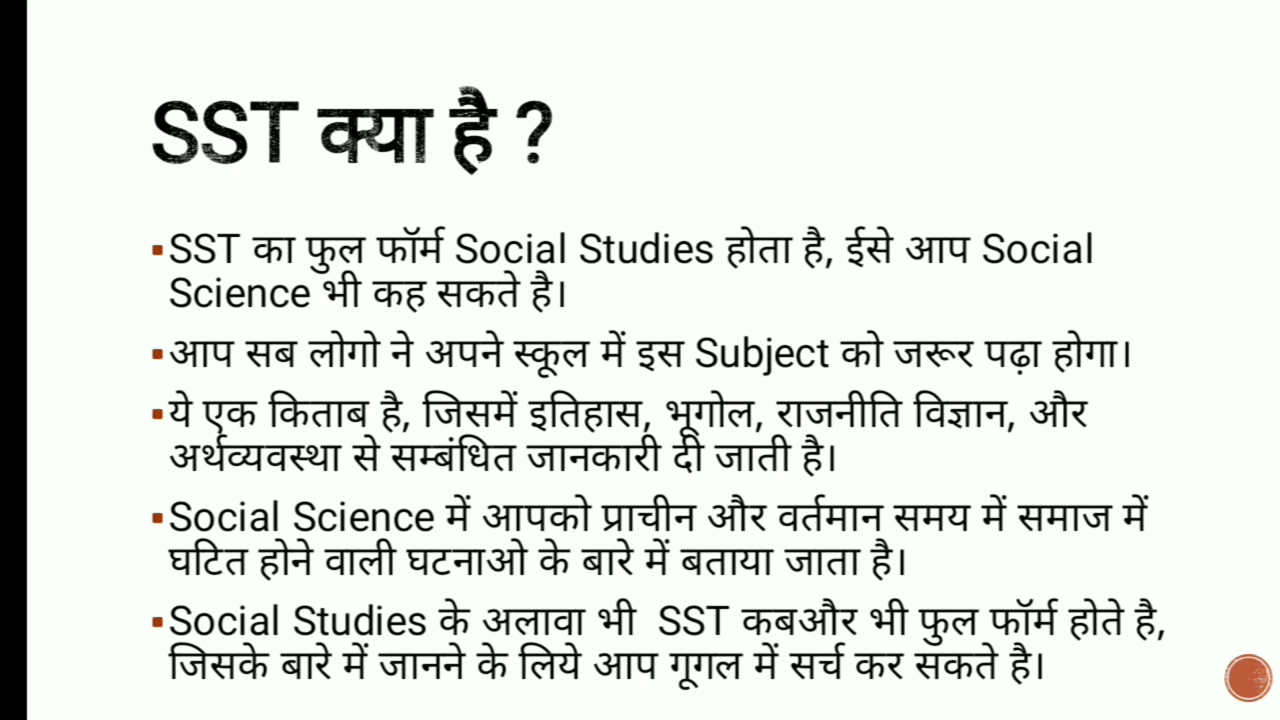 SST क्या है ?
▪SST का फुल फॉर्म Social Studies होता है, ईसे आप Social
Science भी कह सकते है।
▪आप सब लोगो ने अपने स्कूल में इस Subject को जरूर पढ़ा होगा।
▪ये एक किताब है, जिसमें इतिहास, भूगोल, राजनीति विज्ञान, और
अर्थव्यवस्था से सम्बंधित जानकारी दी जाती है।
▪Social Science में आपको प्राचीन और वर्तमान समय में समाज में
घटित होने वाली घटनाओ के बारे में बताया जाता है।
▪Social Studies के अलावा भी  SST कबऔर भी फुल फॉर्म होते है,
जिसके बारे में जानने के लिये आप गूगल में सर्च कर सकते है।